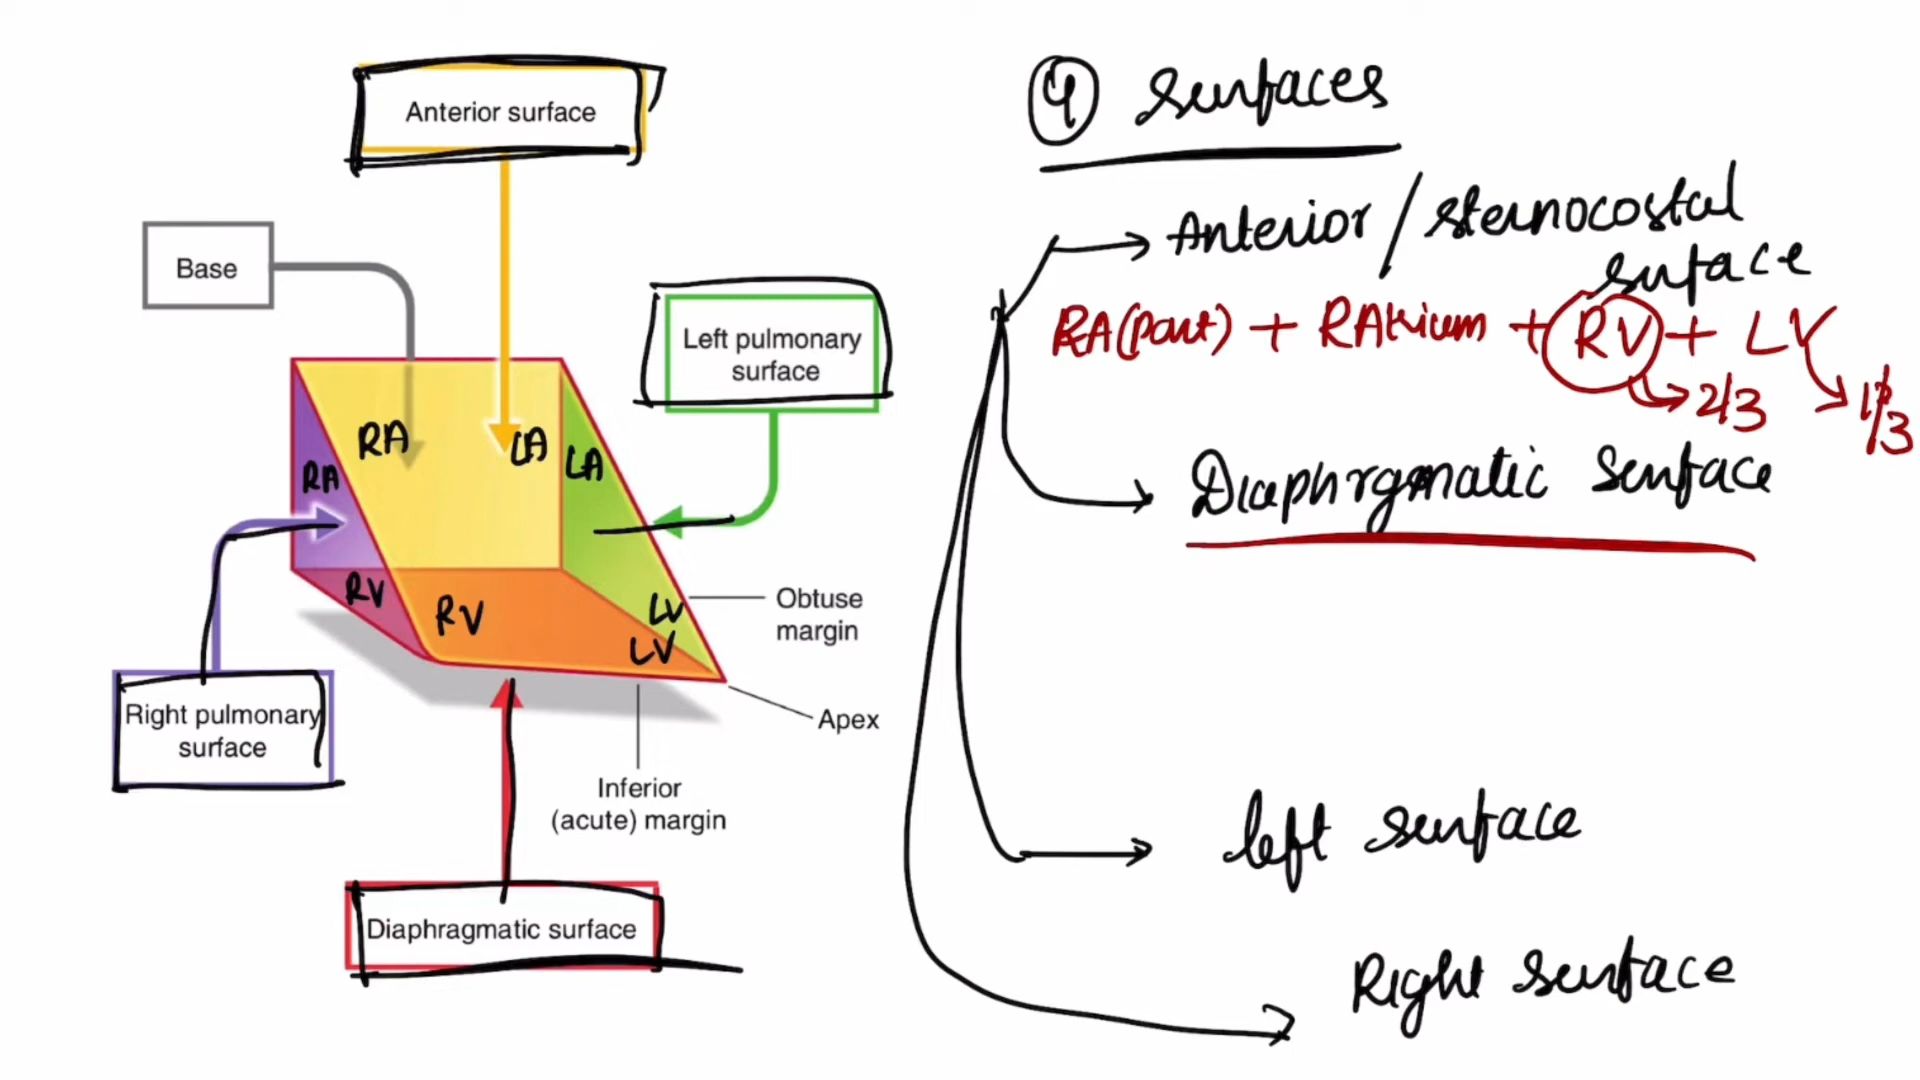 Anterior surface
Base
Left pulmonary
surface
RA
LA
LA
RA
RV
RV
LV
LV
Obtuse
margin
Apex
Right pulmonary
surface
Inferior
(acute) margin
Diaphragmatic surface
4 surfaces
Anterior / sternocostal
surface
RA (part) + RAtrium + RV + LV
2/3
1/3
Diaphrgmatic surface
left surface
Right surface